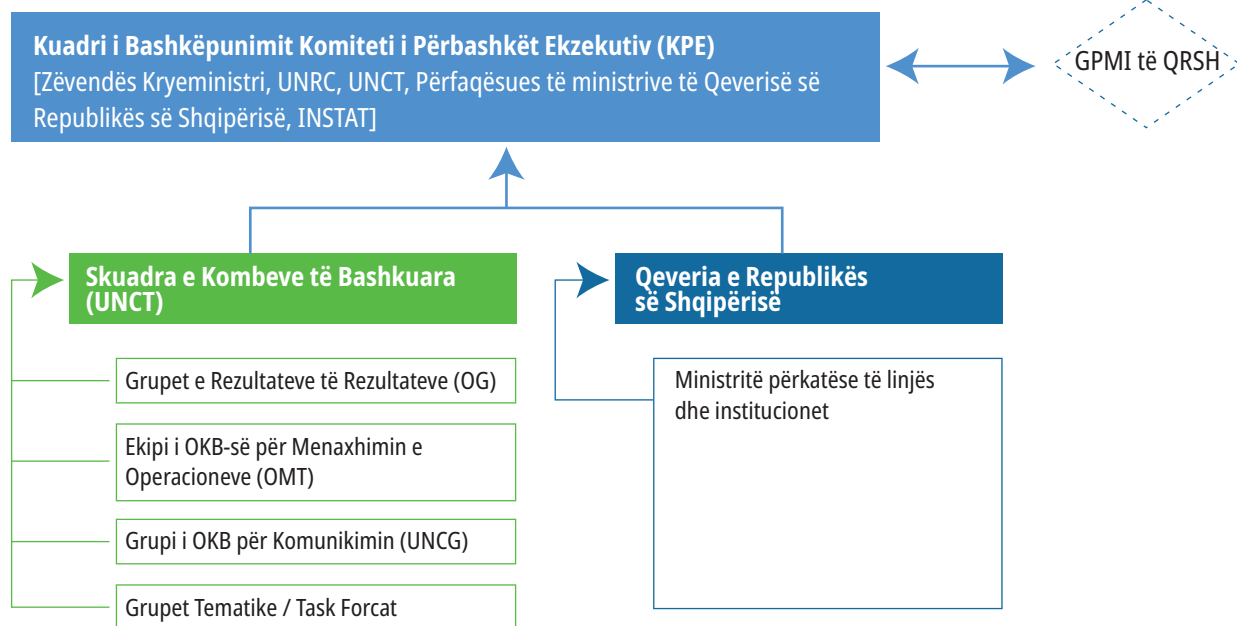 Kuadri i Bashkëpunimit Komiteti i Përbashkët Ekzekutiv (KPE)
[Zëvendës Kryeministri, UNRC, UNCT, Përfaqësues të ministrive të Qeverisë së
Republikës së Shqipërisë, INSTAT]
GPMI të QRSH
Skuadra e Kombeve të Bashkuara
(UNCT)
Grupet e Rezultateve të Rezultateve (OG)
Ekipi i OKB-së për Menaxhimin e
Operacioneve (OMT)
Grupi i OKB për Komunikimin (UNCG)
Grupet Tematike / Task Forcat
Qeveria e Republikës
së Shqipërisë
Ministritë përkatëse të linjës
dhe institucionet